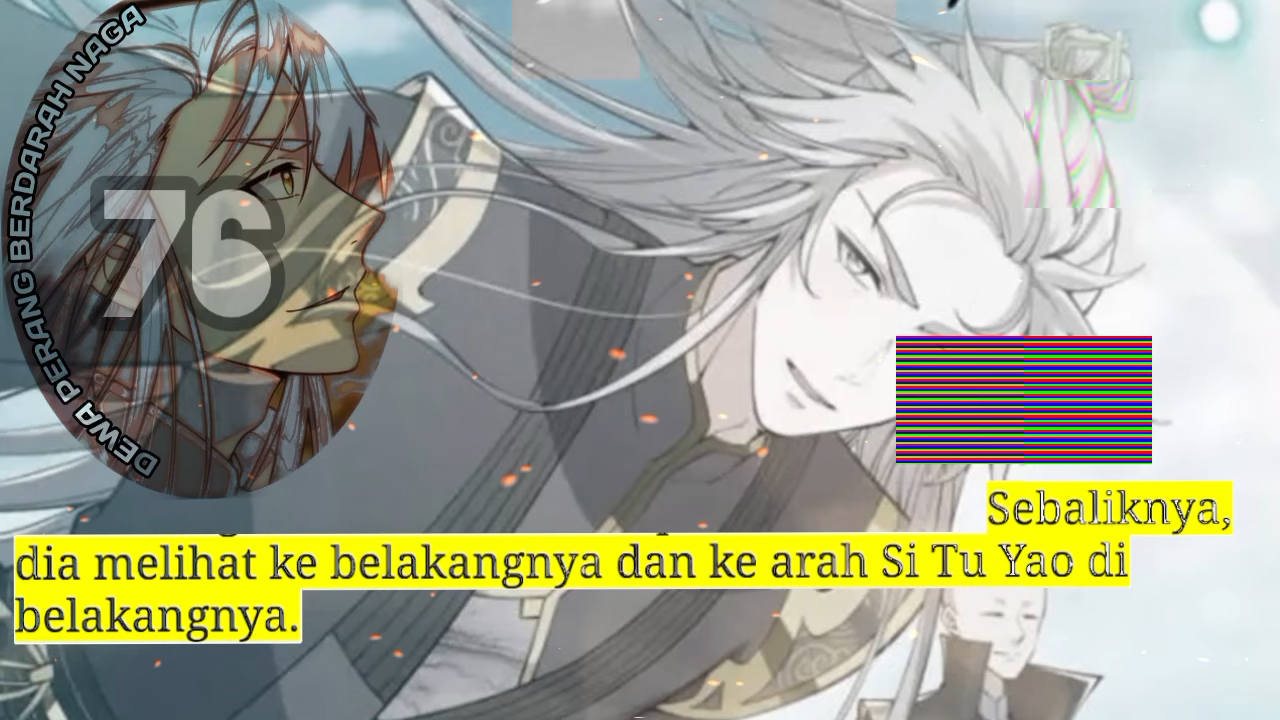 DEWA PERANG BERDARAH NAGA
76
Sebaliknya,
dia melihat ke belakangnya dan ke arah Si Tu Yao di
belakangnya.